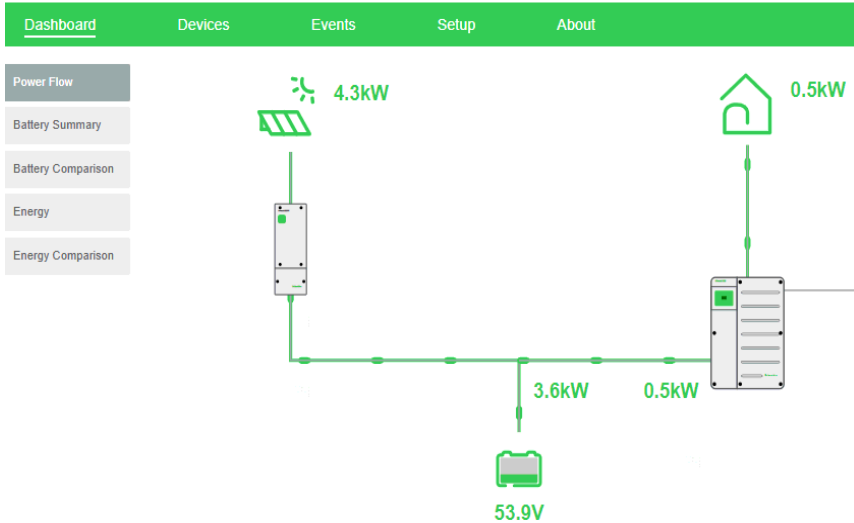 Dashboard Devices Events Setup About
Power Flow
Battery Summary
Battery Comparison
Energy
Energy Comparison
4.3kW
0.5kW
3.6kW 0.5kW
53.9V